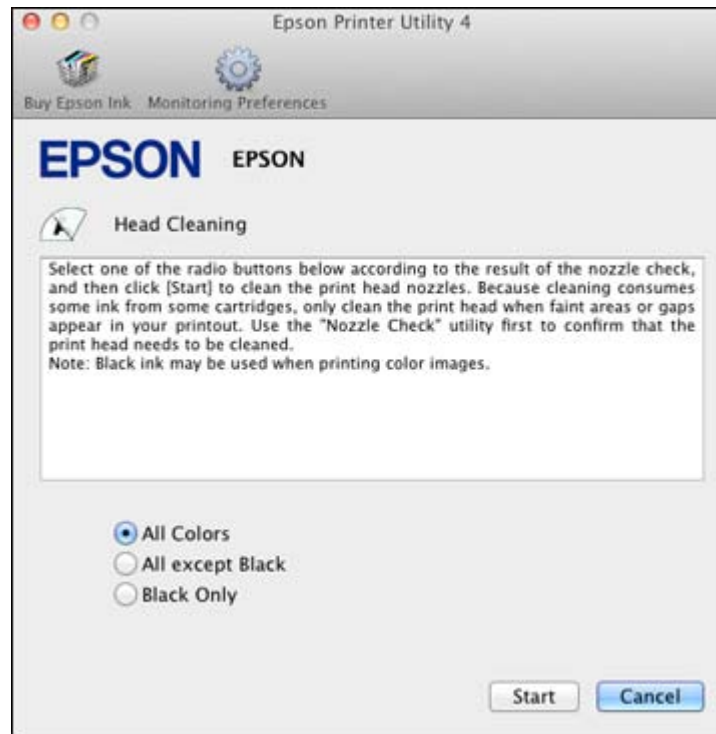 Epson Printer Utility 4
Buy Epson Ink Monitoring Preferences
EPSON EPSON
Head Cleaning
Select one of the radio buttons below according to the result of the nozzle check,
and then click [Start] to clean the print head nozzles. Because cleaning consumes
some ink from some cartridges, only clean the print head when faint areas or gaps
appear in your printout. Use the "Nozzle Check" utility first to confirm that the
print head needs to be cleaned.
Note: Black ink may be used when printing color images.
All Colors
All except Black
Black Only
Start Cancel